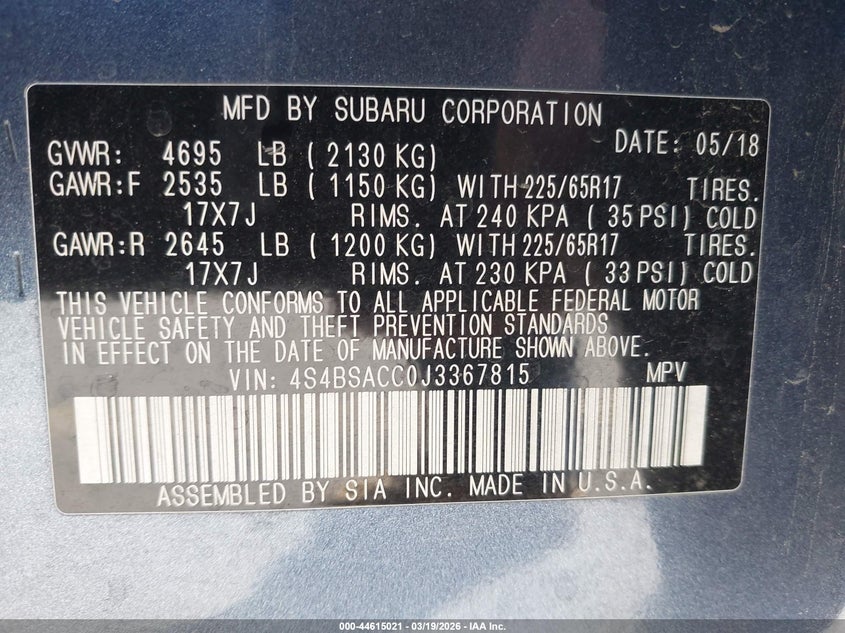 MFD BY SUBARU CORPORATION
DATE: 05/18
GVWR: 4695 LB ( 2130 KG)
GAWR:F 2535 LB ( 1150 KG) WITH 225/65R17 TIRES.
17X7J RIMS. AT 240 KPA ( 35 PSI) COLD
GAWR:R 2645 LB ( 1200 KG) WITH 225/65R17 TIRES.
17X7J RIMS. AT 230 KPA ( 33 PSI) COLD
THIS VEHICLE CONFORMS TO ALL APPLICABLE FEDERAL MOTOR
VEHICLE SAFETY AND THEFT PREVENTION STANDARDS
IN EFFECT ON THE DATE OF MANUFACTURE SHOWN ABOVE.
VIN: 4S4BSACC0J3367815 MPV
ASSEMBLED BY SIA INC. MADE IN U.S.A.
000-44615021 - 03/19/2026 - IAA Inc.